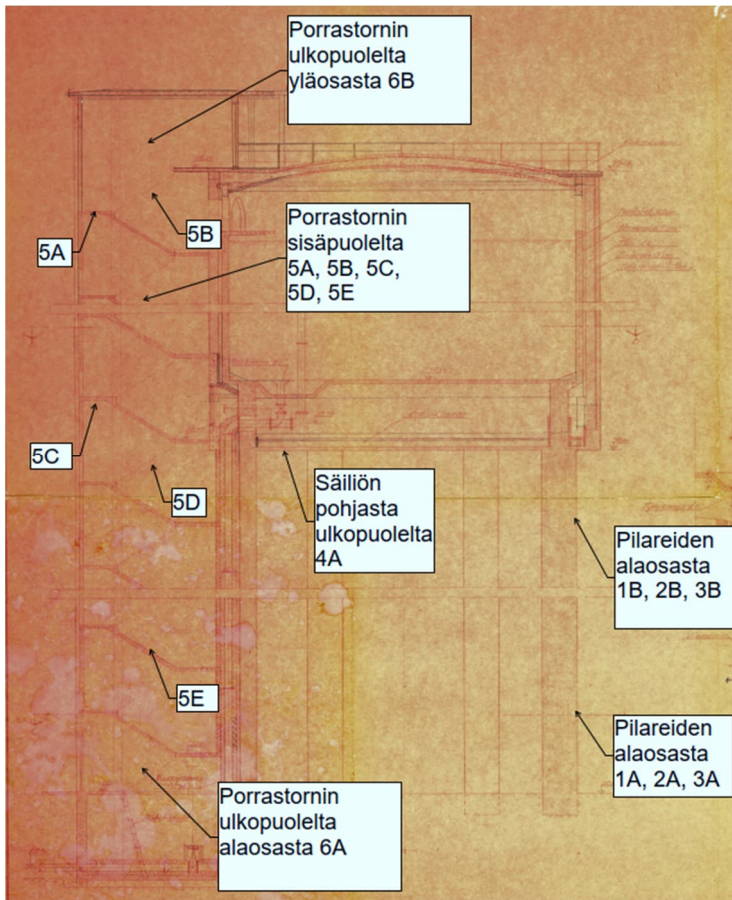 Porrastornin
ulkopuolelta
yläosasta 6B
5A
5B
Porrastornin
sisäpuolelta
5A, 5B, 5C,
5D, 5E
5C
5D
Säiliön
pohjasta
ulkopuolelta
4A
Pilareiden
alaosasta
1B, 2B, 3B
5E
Pilareiden
alaosasta
1A, 2A, 3A
Porrastornin
ulkopuolelta
alaosasta 6A